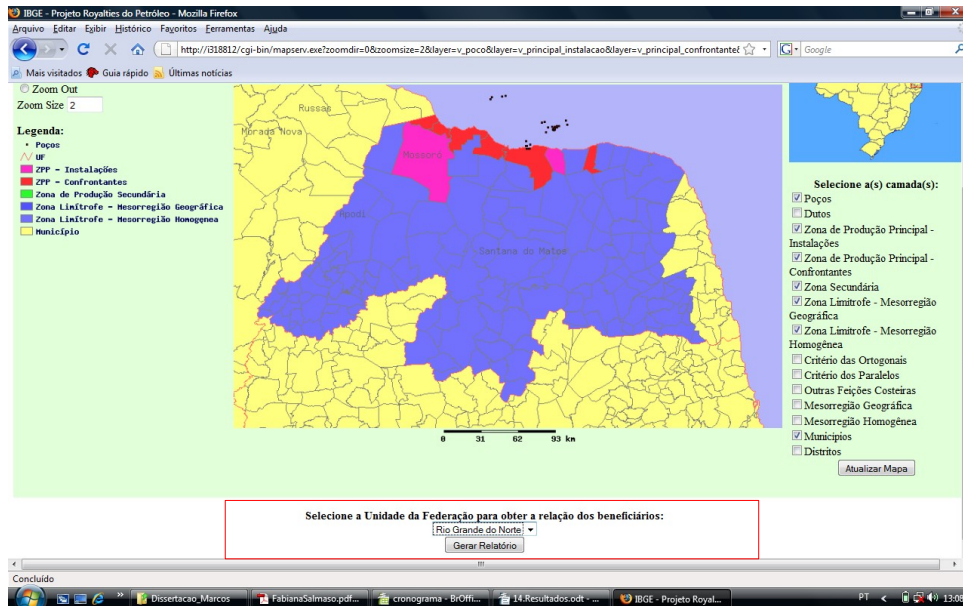 IBGE - Projeto Royalties do Petróleo - Mozilla Firefox
Arquivo Editar Exibir Histórico Favoritos Ferramentas Ajuda
http://i318812/cgi-bin/mapserv.exe?zoomdir=0&zoomsize=2&layer=v_poco&layer=v_principal_instalacao&layer=v_principal_confrontante&
Google
Mais visitados Guia rápido Últimas notícias
Zoom Out
Zoom Size 2
Legenda:
Poços
UF
ZPP - Instalações
ZPP - Confrontantes
Zona de Produção Secundária
Zona Limítrofe - Mesorregião Geográfica
Zona Limítrofe - Mesorregião Homogenea
Município
Russas
Morada Nova
Mossoro
Apodi
Santana do Matos
0 31 62 93 km
Selecione a(s) camada(s):
Poços
Dutos
Zona de Produção Principal -
Instalações
Zona de Produção Principal -
Confrontantes
Zona Secundária
Zona Limitrofe - Mesorregião
Geográfica
Zona Limitrofe - Mesorregião
Homogênea
Critério das Ortogonais
Critério dos Paralelos
Outras Feições Costeiras
Mesorregião Geográfica
Mesorregião Homogênea
Municipios
Distritos
Atualizar Mapa
Selecione a Unidade da Federação para obter a relação dos beneficiários:
Rio Grande do Norte
Gerar Relatório
Concluído
Dissertacao_Marcos
FabianaSalmaso.pdf...
cronograma - BrOffi...
14.Resultados.odt - ...
IBGE - Projeto Royal...
PT
13:08